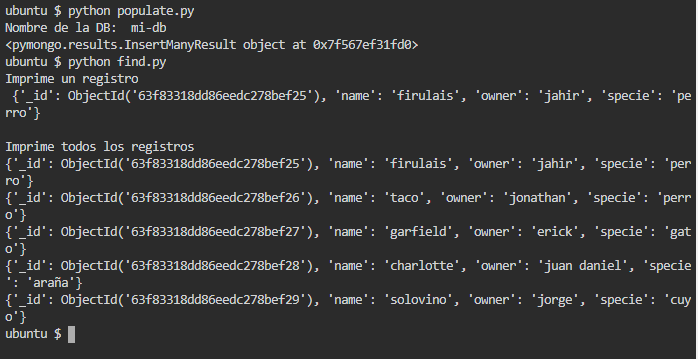 ubuntu $ python populate.py
Nombre de la DB:  mi-db
<pymongo.results.InsertManyResult object at 0x7f567ef31fd0>
ubuntu $ python find.py
Imprime un registro
 {'_id': ObjectId('63f83318dd86eedc278bef25'), 'name': 'firulais', 'owner': 'jahir', 'specie': 'pe
rro'}
Imprime todos los registros
{'_id': ObjectId('63f83318dd86eedc278bef25'), 'name': 'firulais', 'owner': 'jahir', 'specie': 'per
ro'}
{'_id': ObjectId('63f83318dd86eedc278bef26'), 'name': 'taco', 'owner': 'jonathan', 'specie': 'perr
o'}
{'_id': ObjectId('63f83318dd86eedc278bef27'), 'name': 'garfield', 'owner': 'erick', 'specie': 'gat
o'}
{'_id': ObjectId('63f83318dd86eedc278bef28'), 'name': 'charlotte', 'owner': 'juan daniel', 'specie
': 'araña'}
{'_id': ObjectId('63f83318dd86eedc278bef29'), 'name': 'solovino', 'owner': 'jorge', 'specie': 'cuy
o'}
ubuntu $